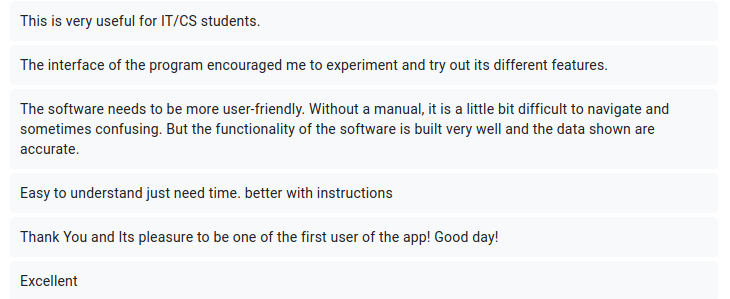 This is very useful for IT/CS students.
The interface of the program encouraged me to experiment and try out its different features.
The software needs to be more user-friendly. Without a manual, it is a little bit difficult to navigate and
sometimes confusing. But the functionality of the software is built very well and the data shown are
accurate.
Easy to understand just need time. better with instructions
Thank You and Its pleasure to be one of the first user of the app! Good day!
Excellent